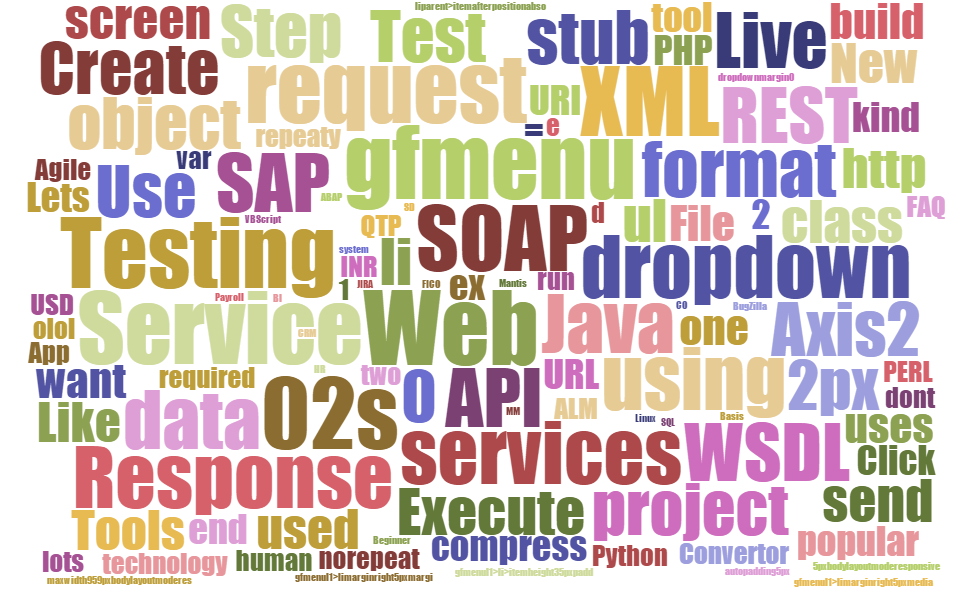 liparent>itemafterpositionabso
screen Step Test stub tool PHP Live build
Create request URI XML dropdownmargin0 New
object repeaty = e REST kind
Agile var SAP gfmenu format http
Lets Use VBScript ABAP SD d ul File 2 class FAQ
Testing QTP SOAP
system INR li dropdown
1 JIRA FICO ex Mantis run
USD Payroll BI CO BugZilla
olol Service CRM Web Java one Axis2
App
want required two 0 API URL using 2px PERL
Like data O2s MM ALM Linux SQL Basis dont
services WSDL uses
Response Click
Execute project send
Tools end used Beginner compress popular
lots technology human norepeat Python Convertor
maxwidth959pxbodylayoutmoderes gfmenu1>limarginright5pxmargi gfmenu1>li>itemheight35pxpadd autopadding5px 5pxbodylayoutmoderesponsive
gfmenu1>limarginright5pxmedia